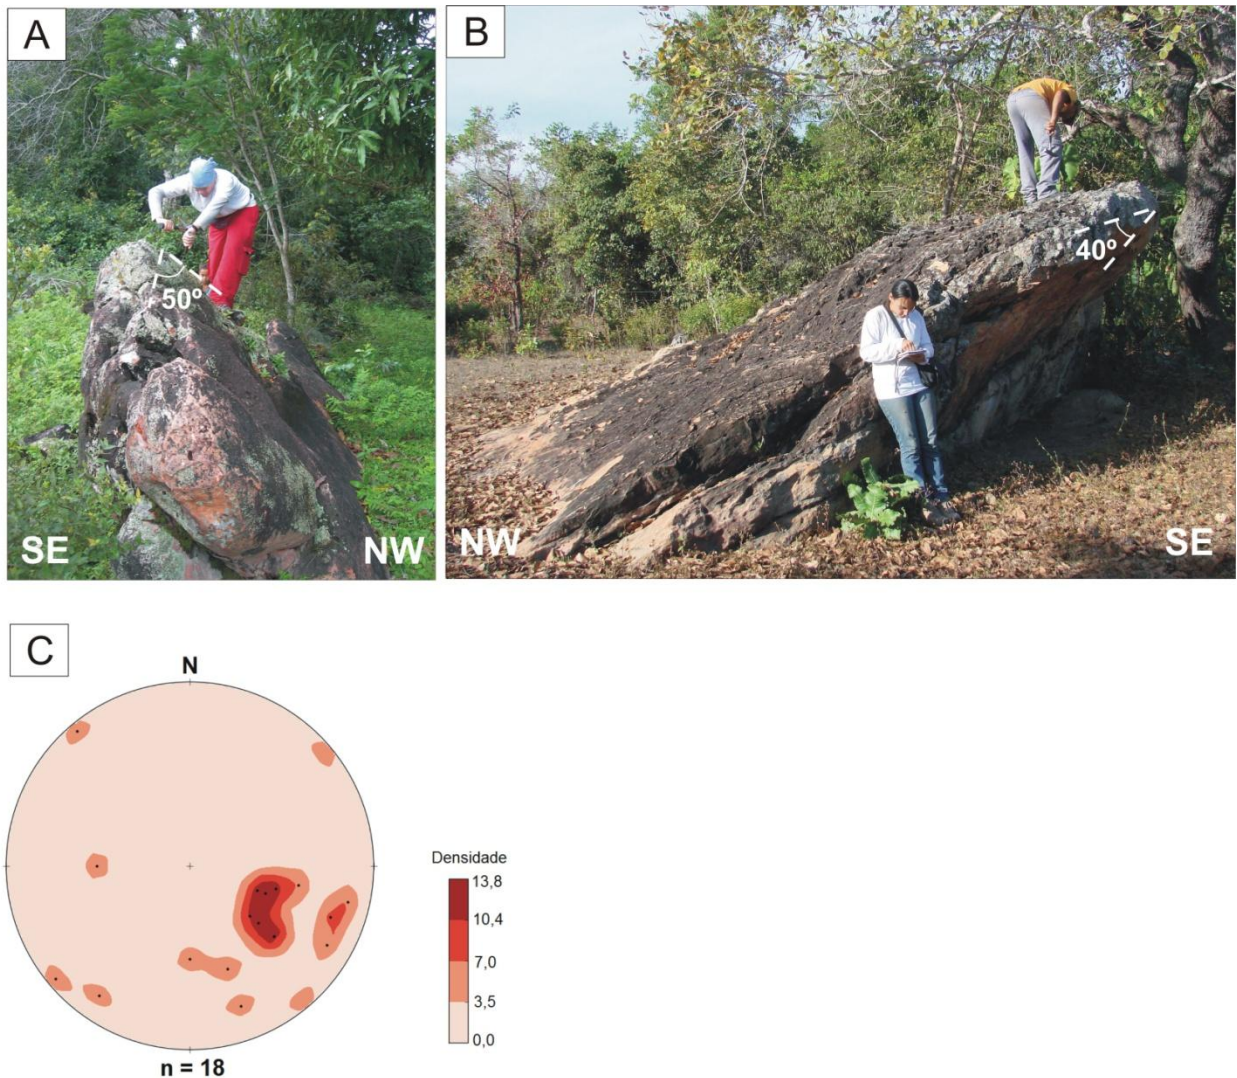 A
B
50º
40º
SE
NW
NW
SE
C
N
Densidade
13,8
10,4
7,0
3,5
0,0
n = 18